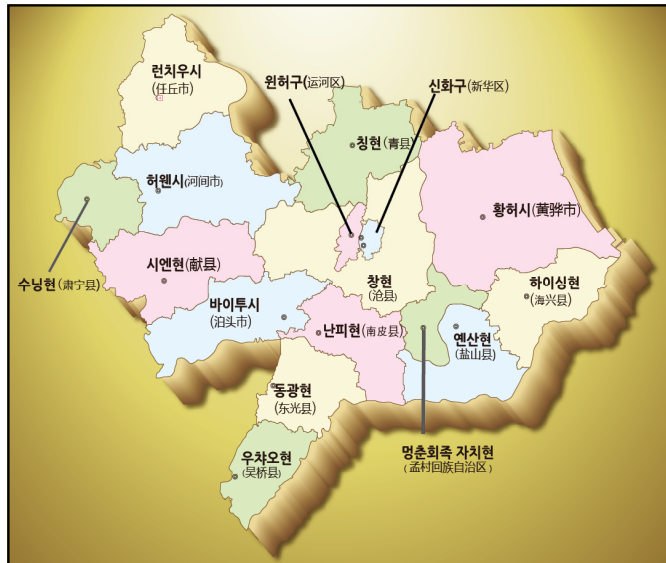 런치우시
(任丘市)
윈허구(运河区)
신화구(新华区)
칭현(青县)
허웬시(河间市)
황허시(黄骅市)
수닝현(肃宁县)
시엔현(献县)
창현
(沧县)
하이싱현
(海兴县)
바이투시
(泊头市)
난피현(南皮县)
옌산현
(盐山县)
동광현
(东光县)
우챠오현
(吴桥县)
멍춘회족 자치현
(孟村回族自治区)